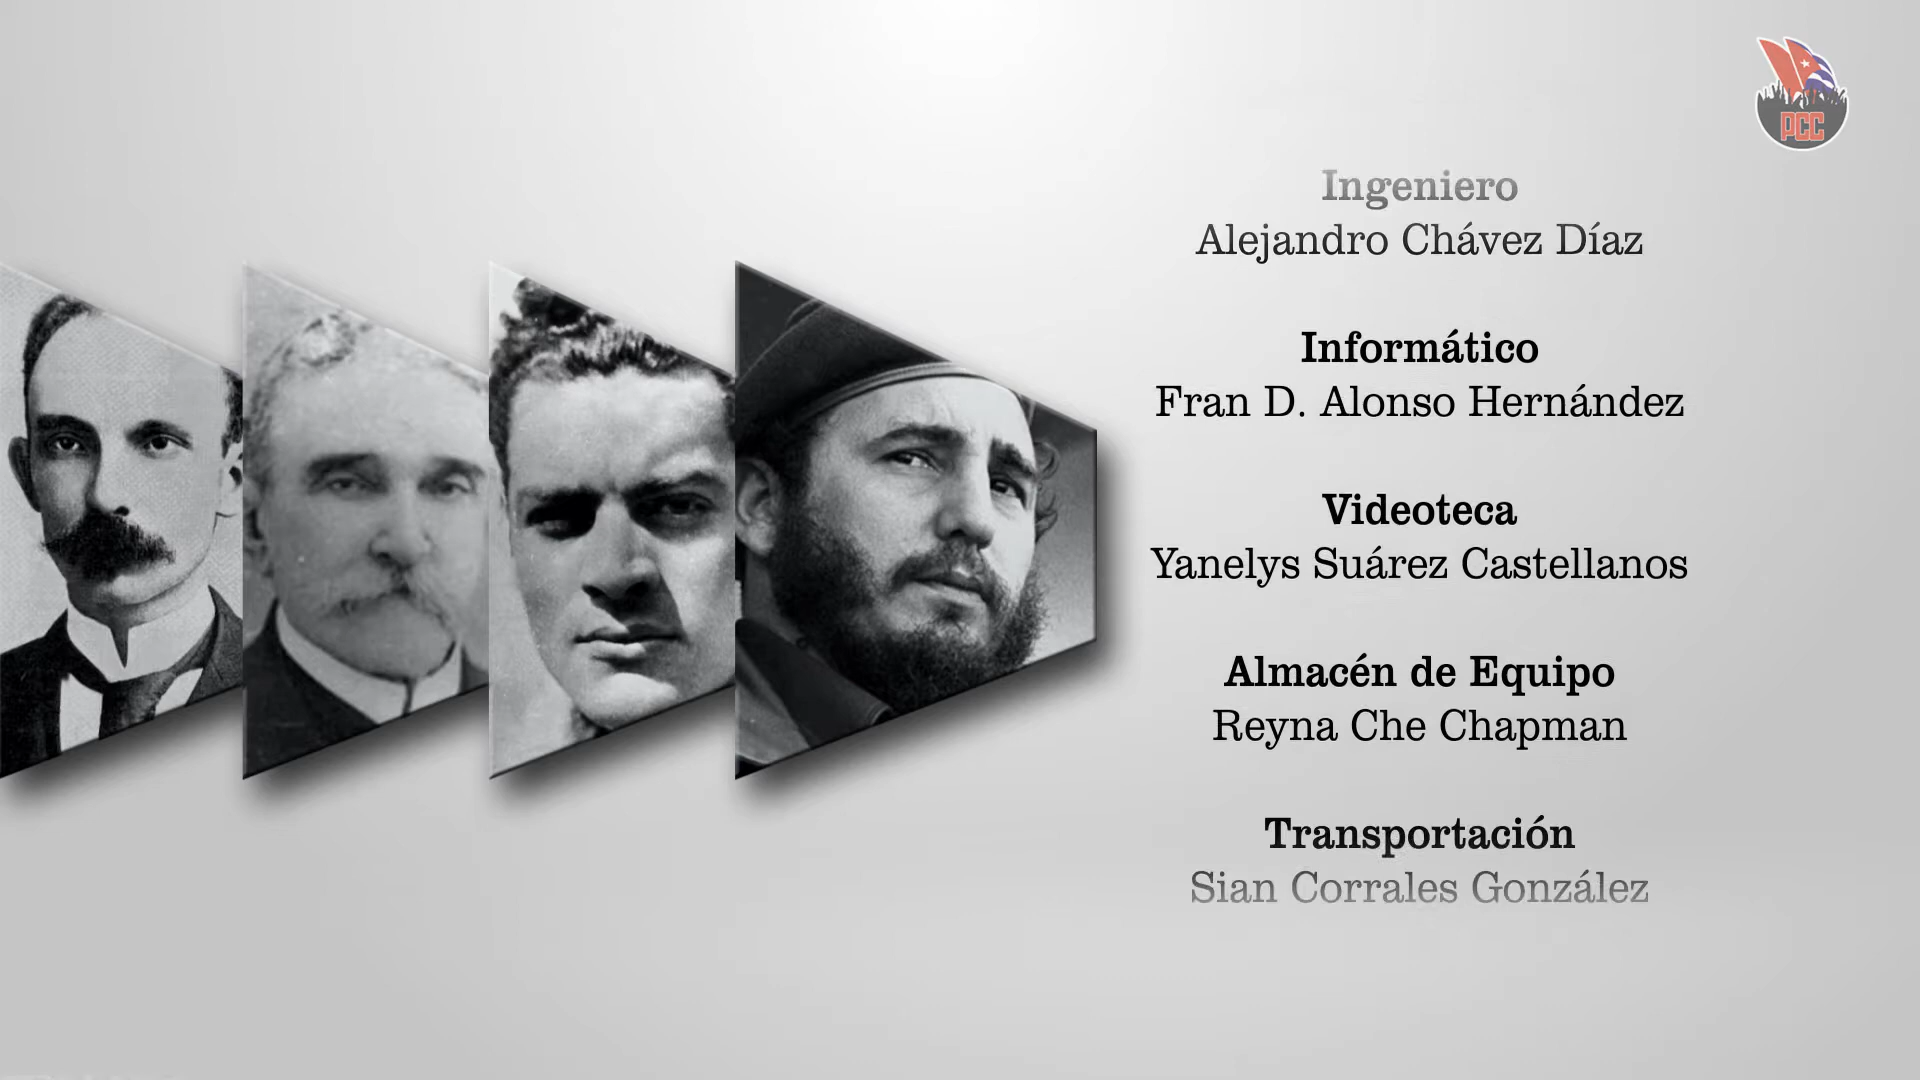 PCC
Ingeniero
Alejandro Chávez Díaz
Informático
Fran D. Alonso Hernández
Videoteca
Yanelys Suárez Castellanos
Almacén de Equipo
Reyna Che Chapman
Transportación
Sian Corrales González